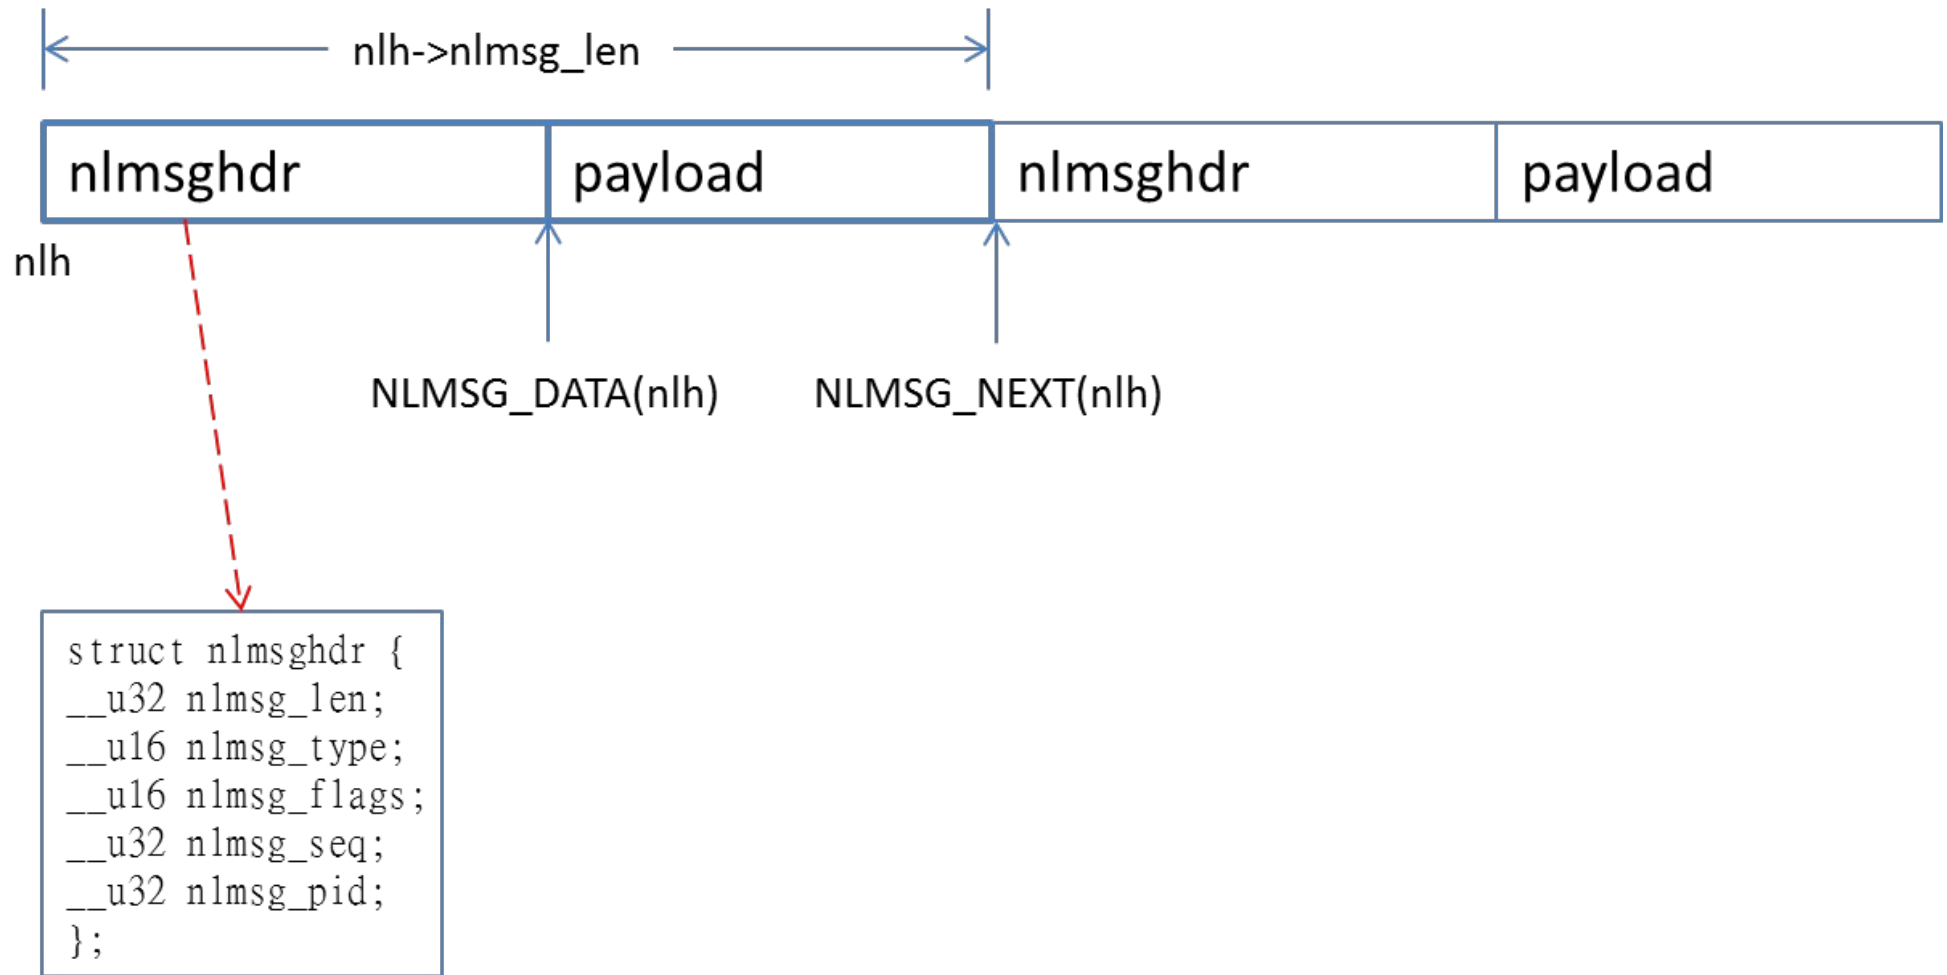 nlh->nlmsg_len
nlmsghdr payload nlmsghdr payload
nlh
NLMSG_DATA(nlh) NLMSG_NEXT(nlh)
struct nlmsghdr {
__u32 nlmsg_len;
__u16 nlmsg_type;
__u16 nlmsg_flags;
__u32 nlmsg_seq;
__u32 nlmsg_pid;
};